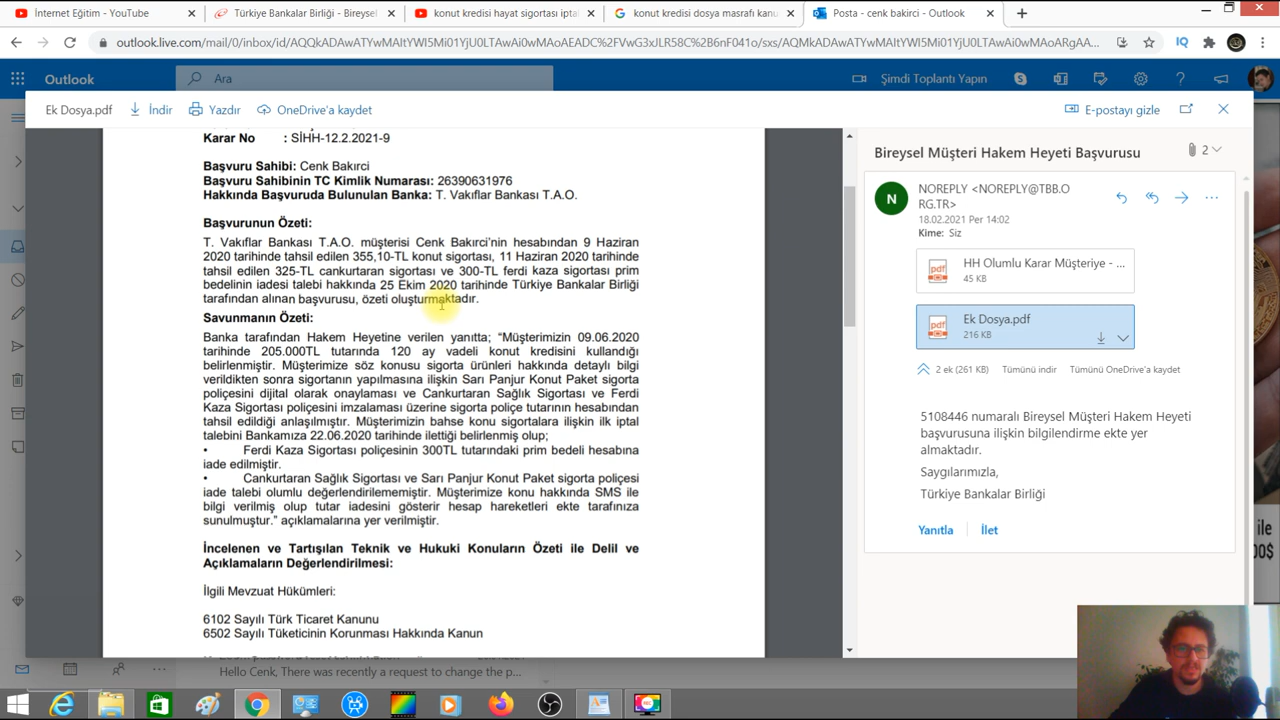 İnternet Eğitim - YouTube
Türkiye Bankalar Birliği - Bireysel
konut kredisi hayat sigortası iptal
konut kredisi dosya masrafı kanu
Posta - cenk bakirci - Outlook
outlook.live.com/mail/0/inbox/id/AQQkADAwATYwMAItYWI5Mi01YjU0LTAwAi0wMAoAEADC%2FVwG3xJLR58C%2B6nF041o/sxs/AQMkADAwATYwMAItYWI5Mi01YjU0LTAwAi0wMAoARgAA...
Outlook
Ara
Şimdi Toplantı Yapın
Ek Dosya.pdf
İndir
Yazdır
OneDrive'a kaydet
E-postayı gizle
Karar No : SİHH-12.2.2021-9
Başvuru Sahibi: Cenk Bakırci
Başvuru Sahibinin TC Kimlik Numarası: 26390631976
Hakkında Başvuruda Bulunulan Banka: T. Vakıflar Bankası T.A.O.
Başvurunun Özeti:
T. Vakıflar Bankası T.A.O. müşterisi Cenk Bakırcı'nin hesabından 9 Haziran
2020 tarihinde tahsil edilen 355,10-TL konut sigortası, 11 Haziran 2020 tarihinde
tahsil edilen 325-TL cankurtaran sigortası ve 300-TL ferdi kaza sigortası prim
bedelinin iadesi talebi hakkında 25 Ekim 2020 tarihinde Türkiye Bankalar Birliği
tarafından alınan başvurusu, özeti oluşturmaktadır.
Savunmanın Özeti:
Banka tarafından Hakem Heyetine verilen yanıtta; “Müşterimizin 09.06.2020
tarihinde 205.000TL tutarında 120 ay vadeli konut kredisini kullandığı
belirlenmiştir. Müşterimize söz konusu sigorta ürünleri hakkında detaylı bilgi
verildikten sonra sigortanın yapılmasına ilişkin Sarı Panjur Konut Paket sigorta
poliçesini dijital olarak onaylaması ve Cankurtaran Sağlık Sigortası ve Ferdi
Kaza Sigortası poliçesini imzalaması üzerine sigorta poliçe tutarının hesabından
tahsil edildiği anlaşılmıştır. Müşterimizin bahse konu sigortalara ilişkin ilk iptal
talebini Bankamıza 22.06.2020 tarihinde ilettiği belirlenmiş olup;
• Ferdi Kaza Sigortası poliçesinin 300TL tutarındaki prim bedeli hesabına
iade edilmiştir.
• Cankurtaran Sağlık Sigortası ve Sarı Panjur Konut Paket sigorta poliçesi
iade talebi olumlu değerlendirilememiştir. Müşterimize konu hakkında SMS ile
bilgi verilmiş olup tutar iadesini gösterir hesap hareketleri ekte tarafınıza
sunulmuştur.” açıklamalarına yer verilmiştir.
İncelenen ve Tartışılan Teknik ve Hukuki Konuların Özeti ile Delil ve
Açıklamaların Değerlendirilmesi:
İlgili Mevzuat Hükümleri:
6102 Sayılı Türk Ticaret Kanunu
6502 Sayılı Tüketicinin Korunması Hakkında Kanun
Bireysel Müşteri Hakem Heyeti Başvurusu
2
N
NOREPLY <NOREPLY@TBB.O
RG.TR>
18.02.2021 Per 14:02
Kime: Siz
HH Olumlu Karar Müşteriye - ...
45 KB
Ek Dosya.pdf
216 KB
2 ek (261 KB)
Tümünü indir
Tümünü OneDrive'a kaydet
5108446 numaralı Bireysel Müşteri Hakem Heyeti
başvurusuna ilişkin bilgilendirme ekte yer
almaktadır.
Saygılarımızla,
Türkiye Bankalar Birliği
Yanıtla
İlet
ile
00$
Hello Cenk, There was recently a request to change the p...